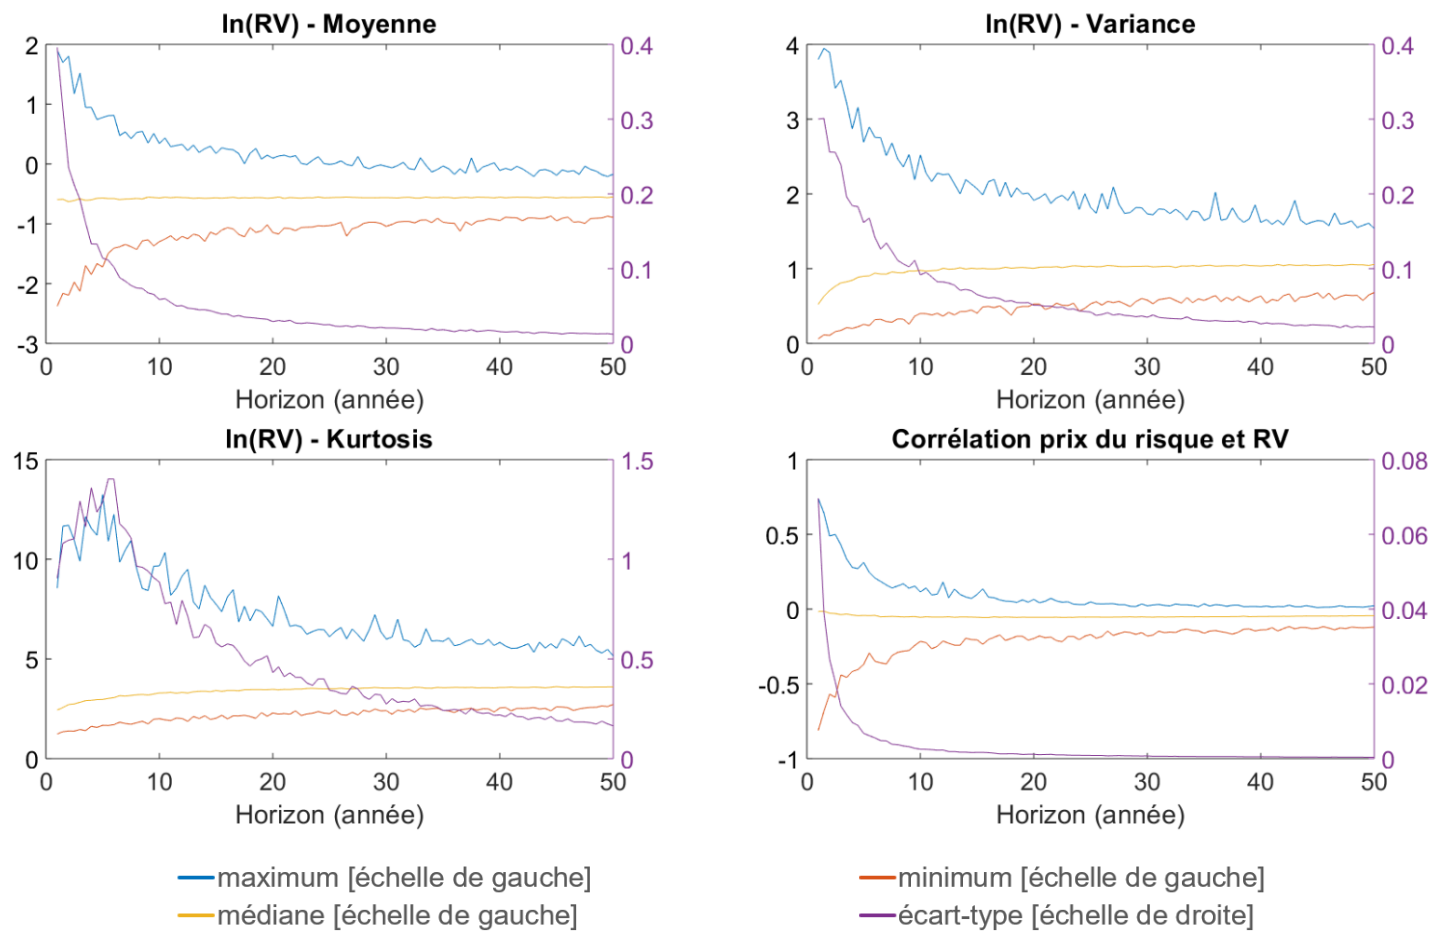 ln(RV) - Moyenne
2
1
0
-1
-2
-3
0.4
0.3
0.2
0.1
0
0 10 20 30 40 50
Horizon (année)
ln(RV) - Variance
4
3
2
1
0
0.4
0.3
0.2
0.1
0
0 10 20 30 40 50
Horizon (année)
ln(RV) - Kurtosis
15
10
5
0
1.5
1
0.5
0
0 10 20 30 40 50
Horizon (année)
Corrélation prix du risque et RV
1
0.5
0
-0.5
-1
0.08
0.06
0.04
0.02
0
0 10 20 30 40 50
Horizon (année)
maximum [échelle de gauche]
minimum [échelle de gauche]
médiane [échelle de gauche]
écart-type [échelle de droite]